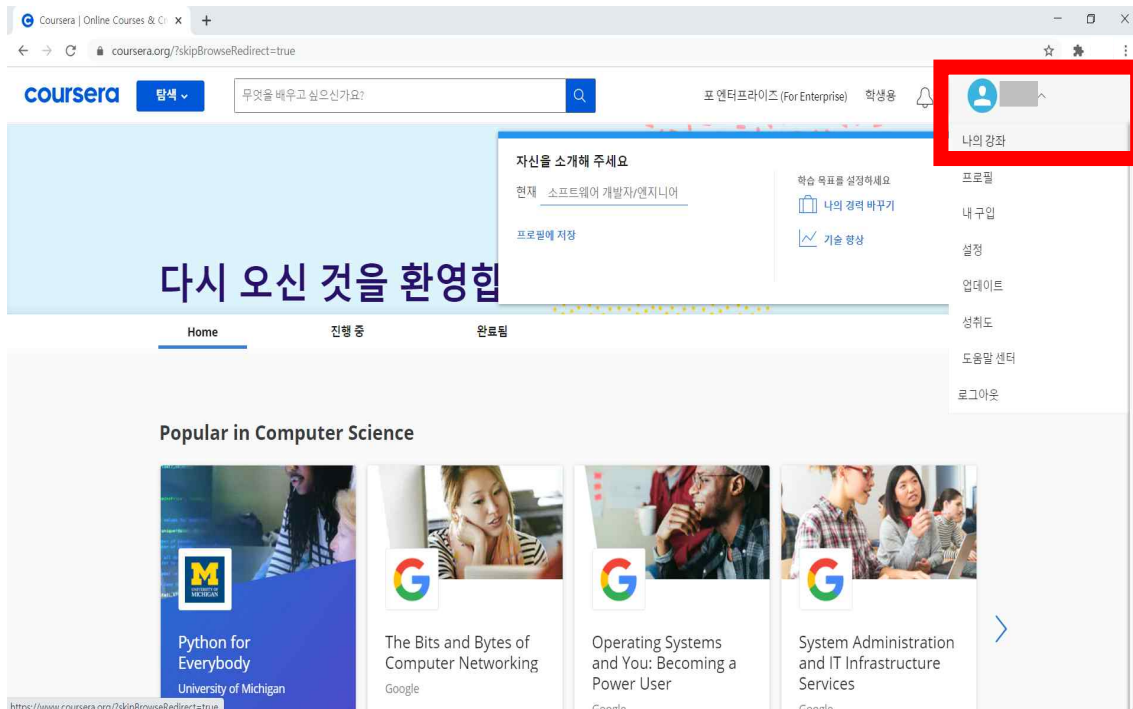 Coursera | Online Courses & Cr
coursera.org/?skipBrowseRedirect=true
coursera
탐색
무엇을 배우고 싶으신가요?
포 엔터프라이즈 (For Enterprise)
학생용
나의 강좌
프로필
내 구입
설정
업데이트
성취도
도움말 센터
로그아웃
자신을 소개해 주세요
현재 소프트웨어 개발자/엔지니어
프로필에 저장
학습 목표를 설정하세요
나의 경력 바꾸기
기술 향상
다시 오신 것을 환영합
Home
진행 중
완료됨
Popular in Computer Science
M
UNIVERSITY OF
MICHIGAN
Python for
Everybody
University of Michigan
G
The Bits and Bytes of
Computer Networking
Google
G
Operating Systems
and You: Becoming a
Power User
Google
G
System Administration
and IT Infrastructure
Services
Google
https://www.coursera.org/?skipBrowseRedirect=true